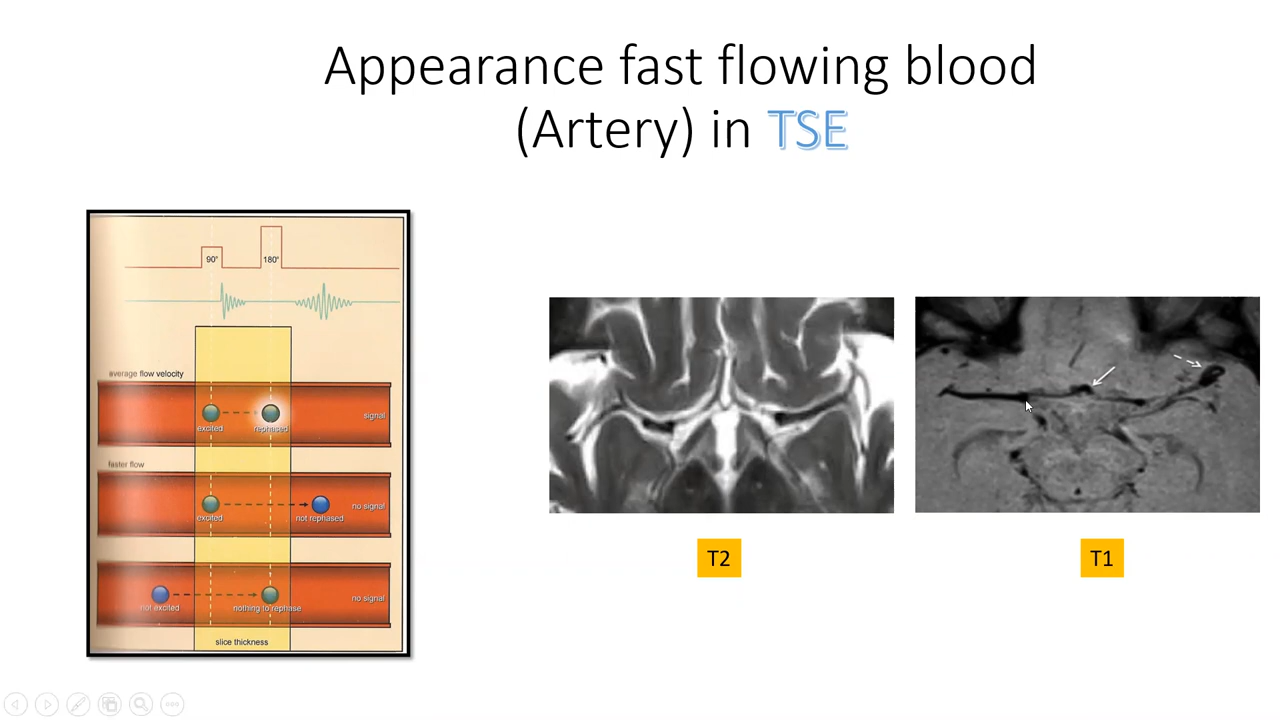 Appearance fast flowing blood
(Artery) in TSE
90°
180°
average flow velocity
signal
excited
rephased
faster flow
no signal
excited
not rephased
no signal
not excited
nothing to rephase
slice thickness
T2
T1